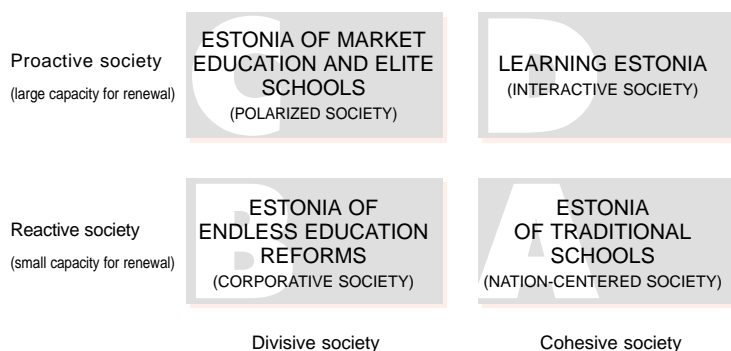 Proactive society
(large capacity for renewal)
C
ESTONIA OF MARKET
EDUCATION AND ELITE
SCHOOLS
(POLARIZED SOCIETY)
D
LEARNING ESTONIA
(INTERACTIVE SOCIETY)
Reactive society
(small capacity for renewal)
B
ESTONIA OF
ENDLESS EDUCATION
REFORMS
(CORPORATIVE SOCIETY)
A
ESTONIA
OF TRADITIONAL
SCHOOLS
(NATION-CENTERED SOCIETY)
Divisive society
Cohesive society